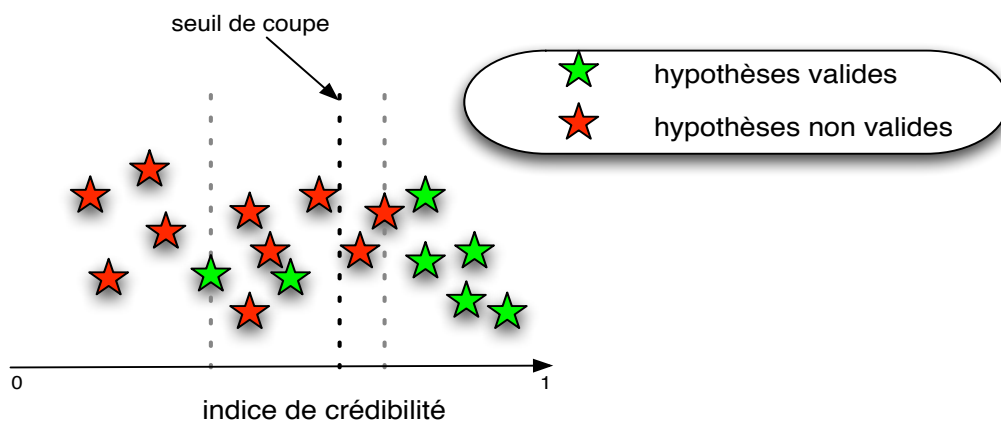 seuil de coupe
hypothèses valides
hypothèses non valides
0
1
indice de crédibilité